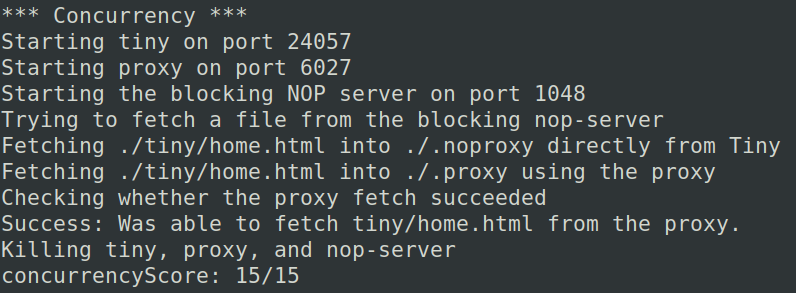 *** Concurrency ***
Starting tiny on port 24057
Starting proxy on port 6027
Starting the blocking NOP server on port 1048
Trying to fetch a file from the blocking nop-server
Fetching ./tiny/home.html into ./.noproxy directly from Tiny
Fetching ./tiny/home.html into ./.proxy using the proxy
Checking whether the proxy fetch succeeded
Success: Was able to fetch tiny/home.html from the proxy.
Killing tiny, proxy, and nop-server
concurrencyScore: 15/15